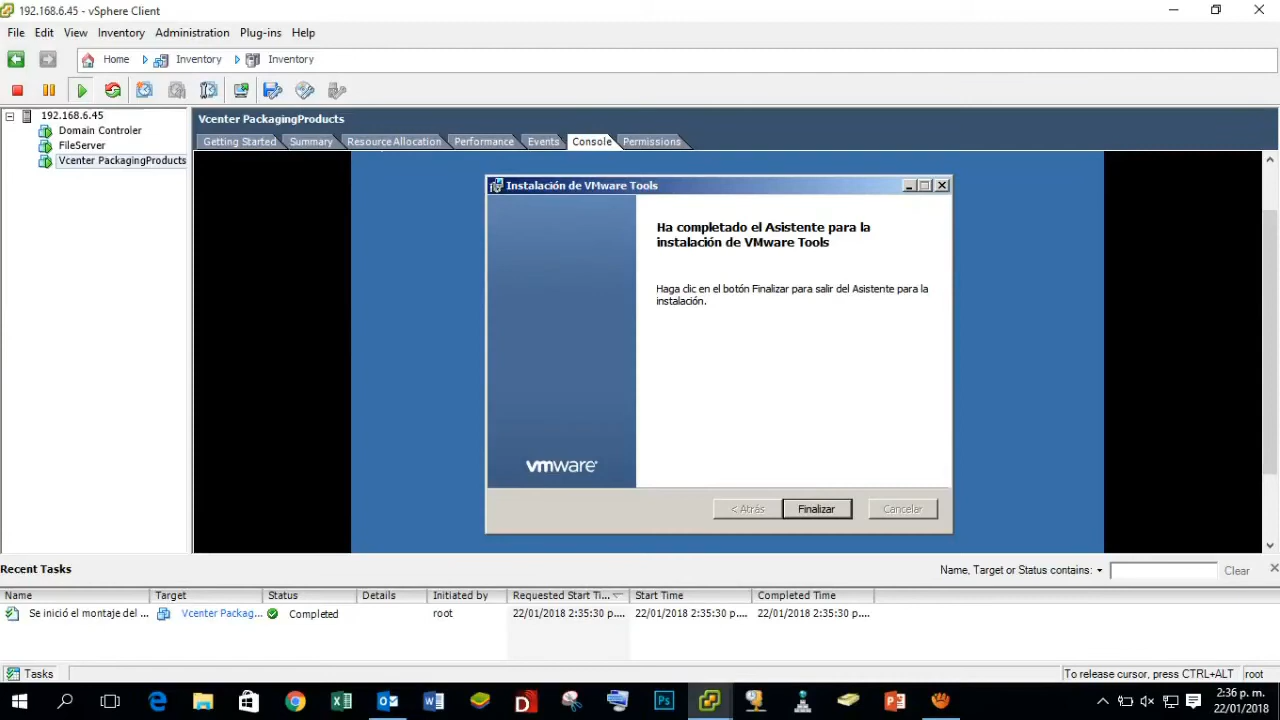 192.168.6.45 - vSphere Client
File Edit View Inventory Administration Plug-ins Help
Home Inventory Inventory
192.168.6.45
Domain Controler
FileServer
Vcenter PackagingProducts
Vcenter PackagingProducts
Getting Started Summary Resource Allocation Performance Events Console Permissions
Instalación de VMware Tools
Ha completado el Asistente para la
instalación de VMware Tools
Haga clic en el botón Finalizar para salir del Asistente para la
instalación.
vmware
< Atrás Finalizar Cancelar
Recent Tasks
Name, Target or Status contains: Clear
Name Target Status Details Initiated by Requested Start Ti... Start Time Completed Time
Se inició el montaje del ... Vcenter Packag... Completed root 22/01/2018 2:35:30 p.... 22/01/2018 2:35:30 p.... 22/01/2018 2:35:30 p....
Tasks To release cursor, press CTRL+ALT root
2:36 p. m.
22/01/2018